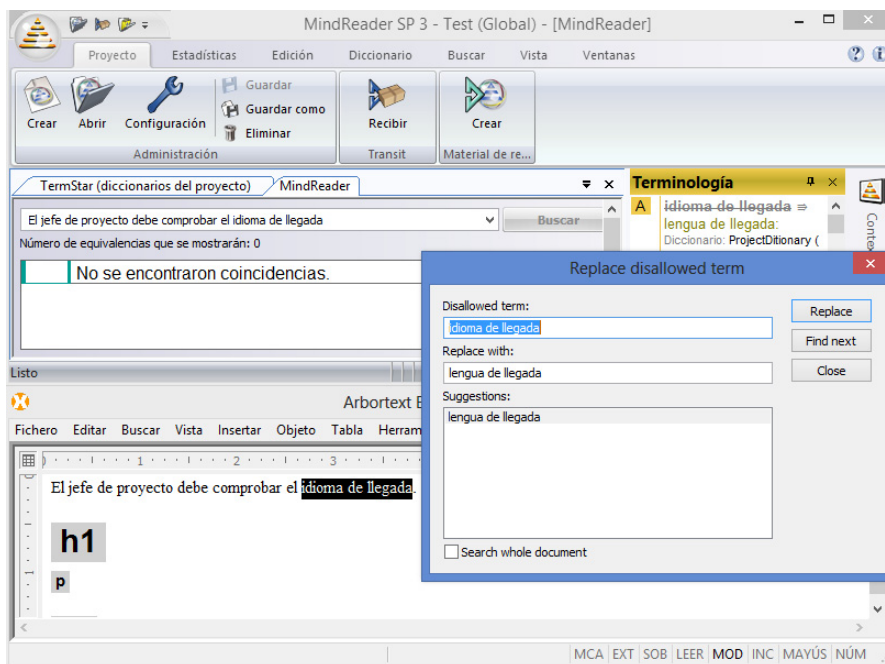 MindReader SP 3 - Test (Global) - [MindReader]
Proyecto Estadísticas Edición Diccionario Buscar Vista Ventanas
Crear Abrir Configuración
Guardar
Guardar como
Eliminar
Administración
Recibir
Transit
Crear
Material de re...
TermStar (diccionarios del proyecto) MindReader
El jefe de proyecto debe comprobar el idioma de llegada
Buscar
Número de equivalencias que se mostrarán: 0
No se encontraron coincidencias.
Listo
Terminología
A idioma de llegada ⇒
lengua de llegada:
Diccionario: ProjectDitionary (
Contex
Replace disallowed term
Disallowed term:
idioma de llegada
Replace with:
lengua de llegada
Suggestions:
lengua de llegada
Search whole document
Replace
Find next
Close
Arbortext E
Fichero Editar Buscar Vista Insertar Objeto Tabla Herram
1 2 3
El jefe de proyecto debe comprobar el idioma de llegada.
h1
p
MCA EXT SOB LEER MOD INC MAYÚS NÚM